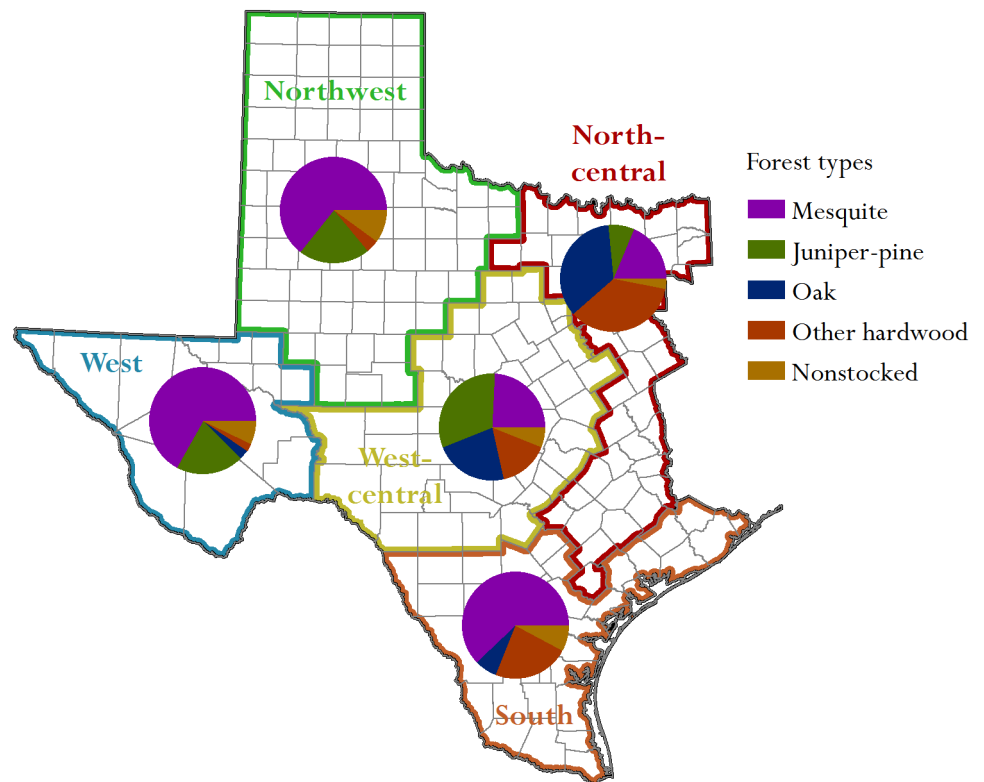 Northwest
North-
central
Forest types
Mesquite
Juniper-pine
Oak
Other hardwood
Nonstocked
West
West-
central
South